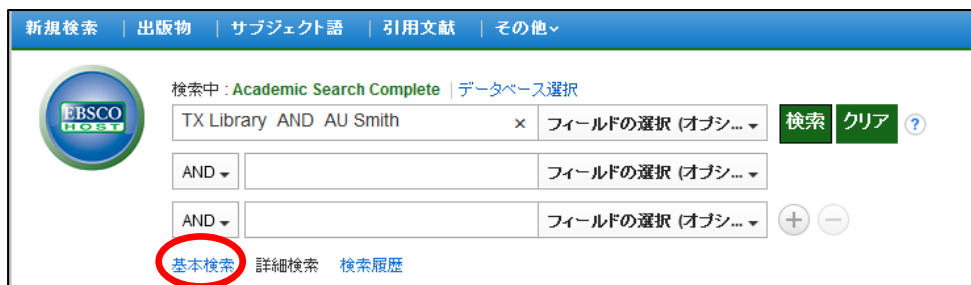 新規検索 | 出版物 | サブジェクト語 | 引用文献 | その他
検索中 : Academic Search Complete | データベース選択
EBSCO HOST
TX Library AND AU Smith × フィールドの選択 (オプシ... 検索 クリア ?
AND フィールドの選択 (オプシ...
AND フィールドの選択 (オプシ... + −
基本検索 詳細検索 検索履歴